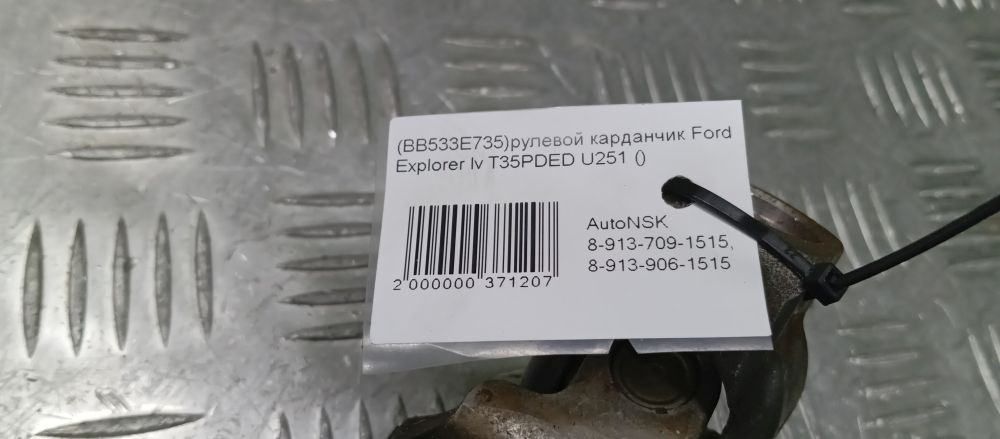 (BB533E735)рулевой карданчик Ford
Explorer Iv T35PDED U251 ()
AutoNSK
8-913-709-1515,
8-913-906-1515
2 000000 371207